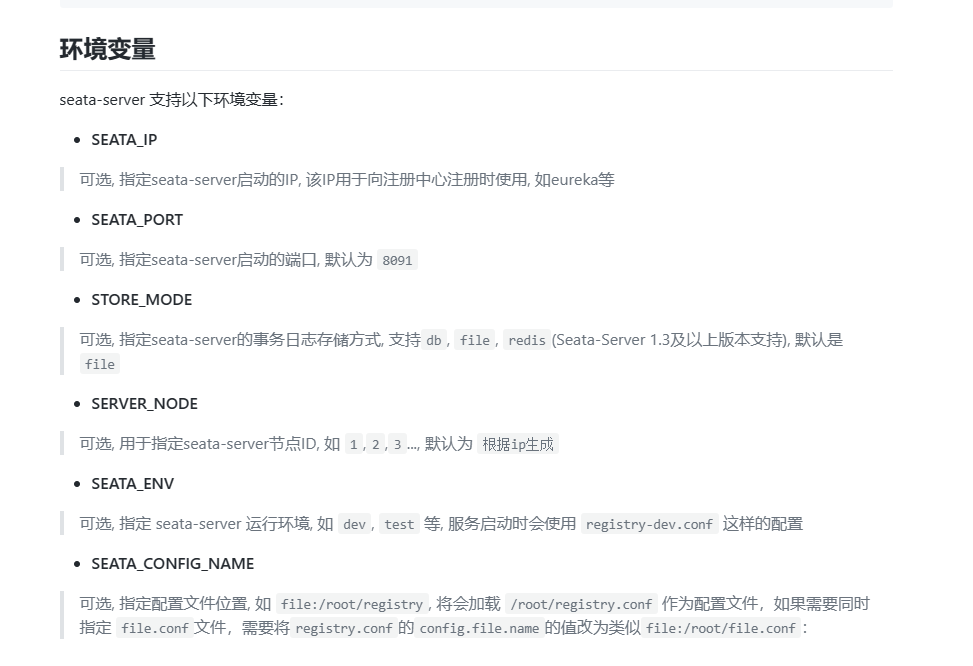 环境变量
seata-server 支持以下环境变量：
• SEATA_IP
可选, 指定seata-server启动的IP, 该IP用于向注册中心注册时使用, 如eureka等
• SEATA_PORT
可选, 指定seata-server启动的端口, 默认为 8091
• STORE_MODE
可选, 指定seata-server的事务日志存储方式, 支持 db , file , redis (Seata-Server 1.3及以上版本支持), 默认是
file
• SERVER_NODE
可选, 用于指定seata-server节点ID, 如 1 , 2 , 3 ..., 默认为 根据ip生成
• SEATA_ENV
可选, 指定 seata-server 运行环境, 如 dev , test 等, 服务启动时会使用 registry-dev.conf 这样的配置
• SEATA_CONFIG_NAME
可选, 指定配置文件位置, 如 file:/root/registry , 将会加载 /root/registry.conf 作为配置文件，如果需要同时
指定 file.conf 文件，需要将 registry.conf 的 config.file.name 的值改为类似 file:/root/file.conf ：